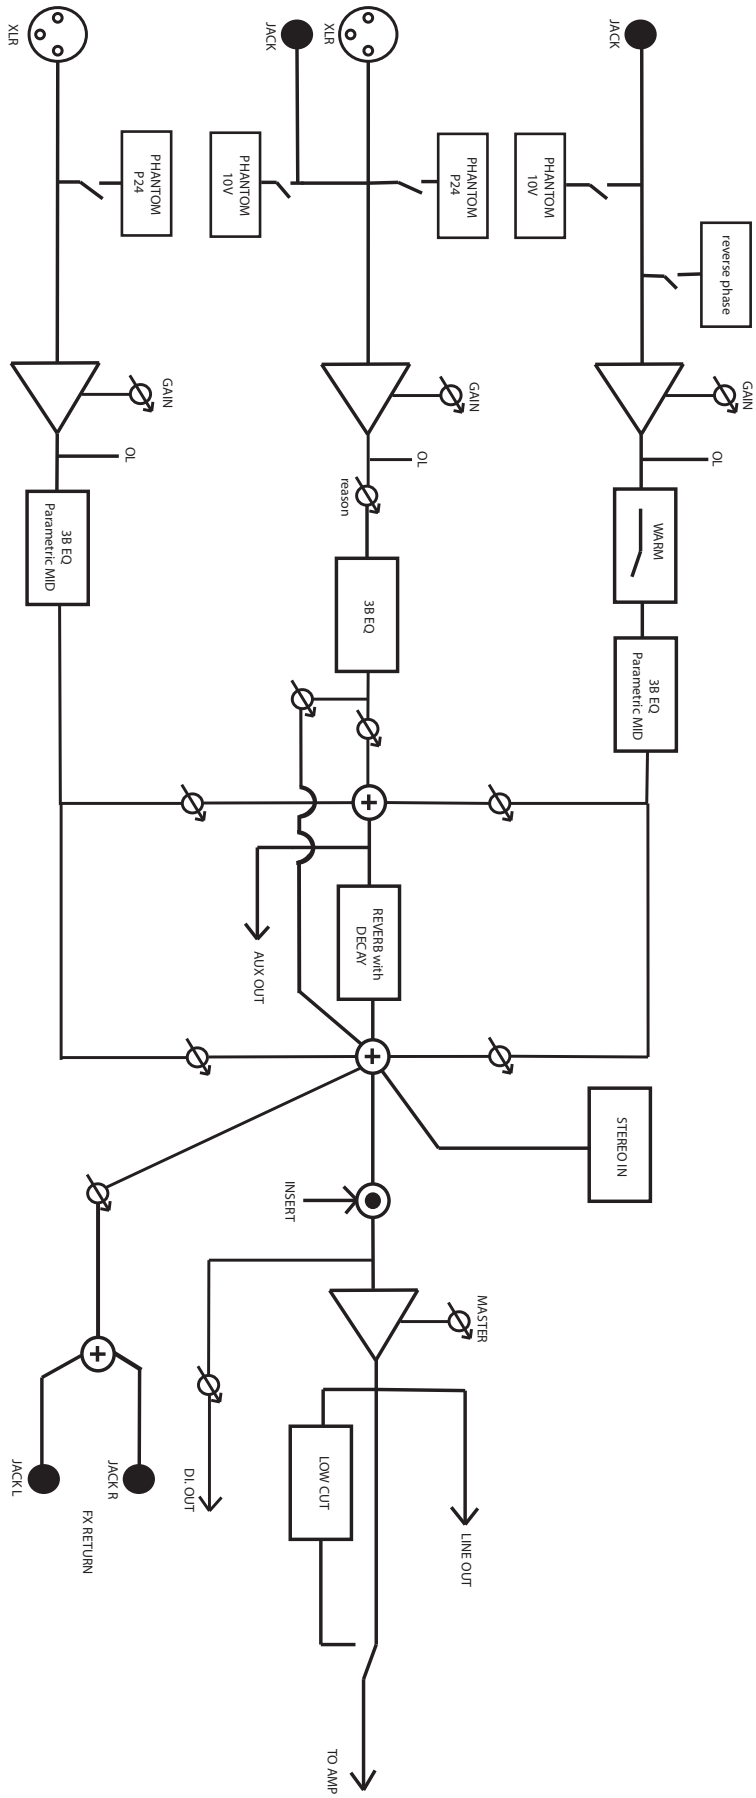 JACK
PHANTOM
10V
reverse phase
GAIN
OL
WARM
3B EQ
Parametric MID
XLR
JACK
PHANTOM
P24
PHANTOM
10V
GAIN
OL
reason
3B EQ
REVERB with
DECAY
AUX OUT
XLR
PHANTOM
P24
GAIN
OL
3B EQ
Parametric MID
STEREO IN
INSERT
MASTER
LINE OUT
LOW CUT
TO AMP
DI. OUT
JACK R
JACK L
FX RETURN